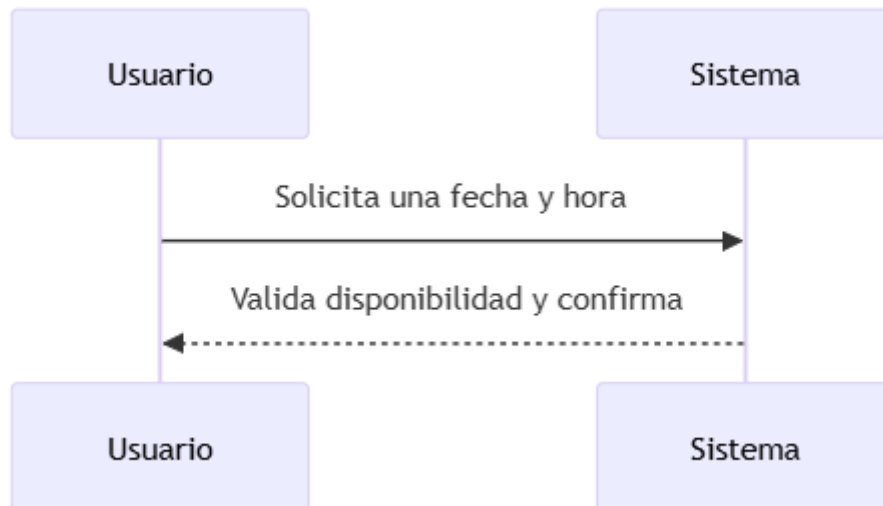 Usuario
Sistema
Solicita una fecha y hora
Valida disponibilidad y confirma
Usuario
Sistema